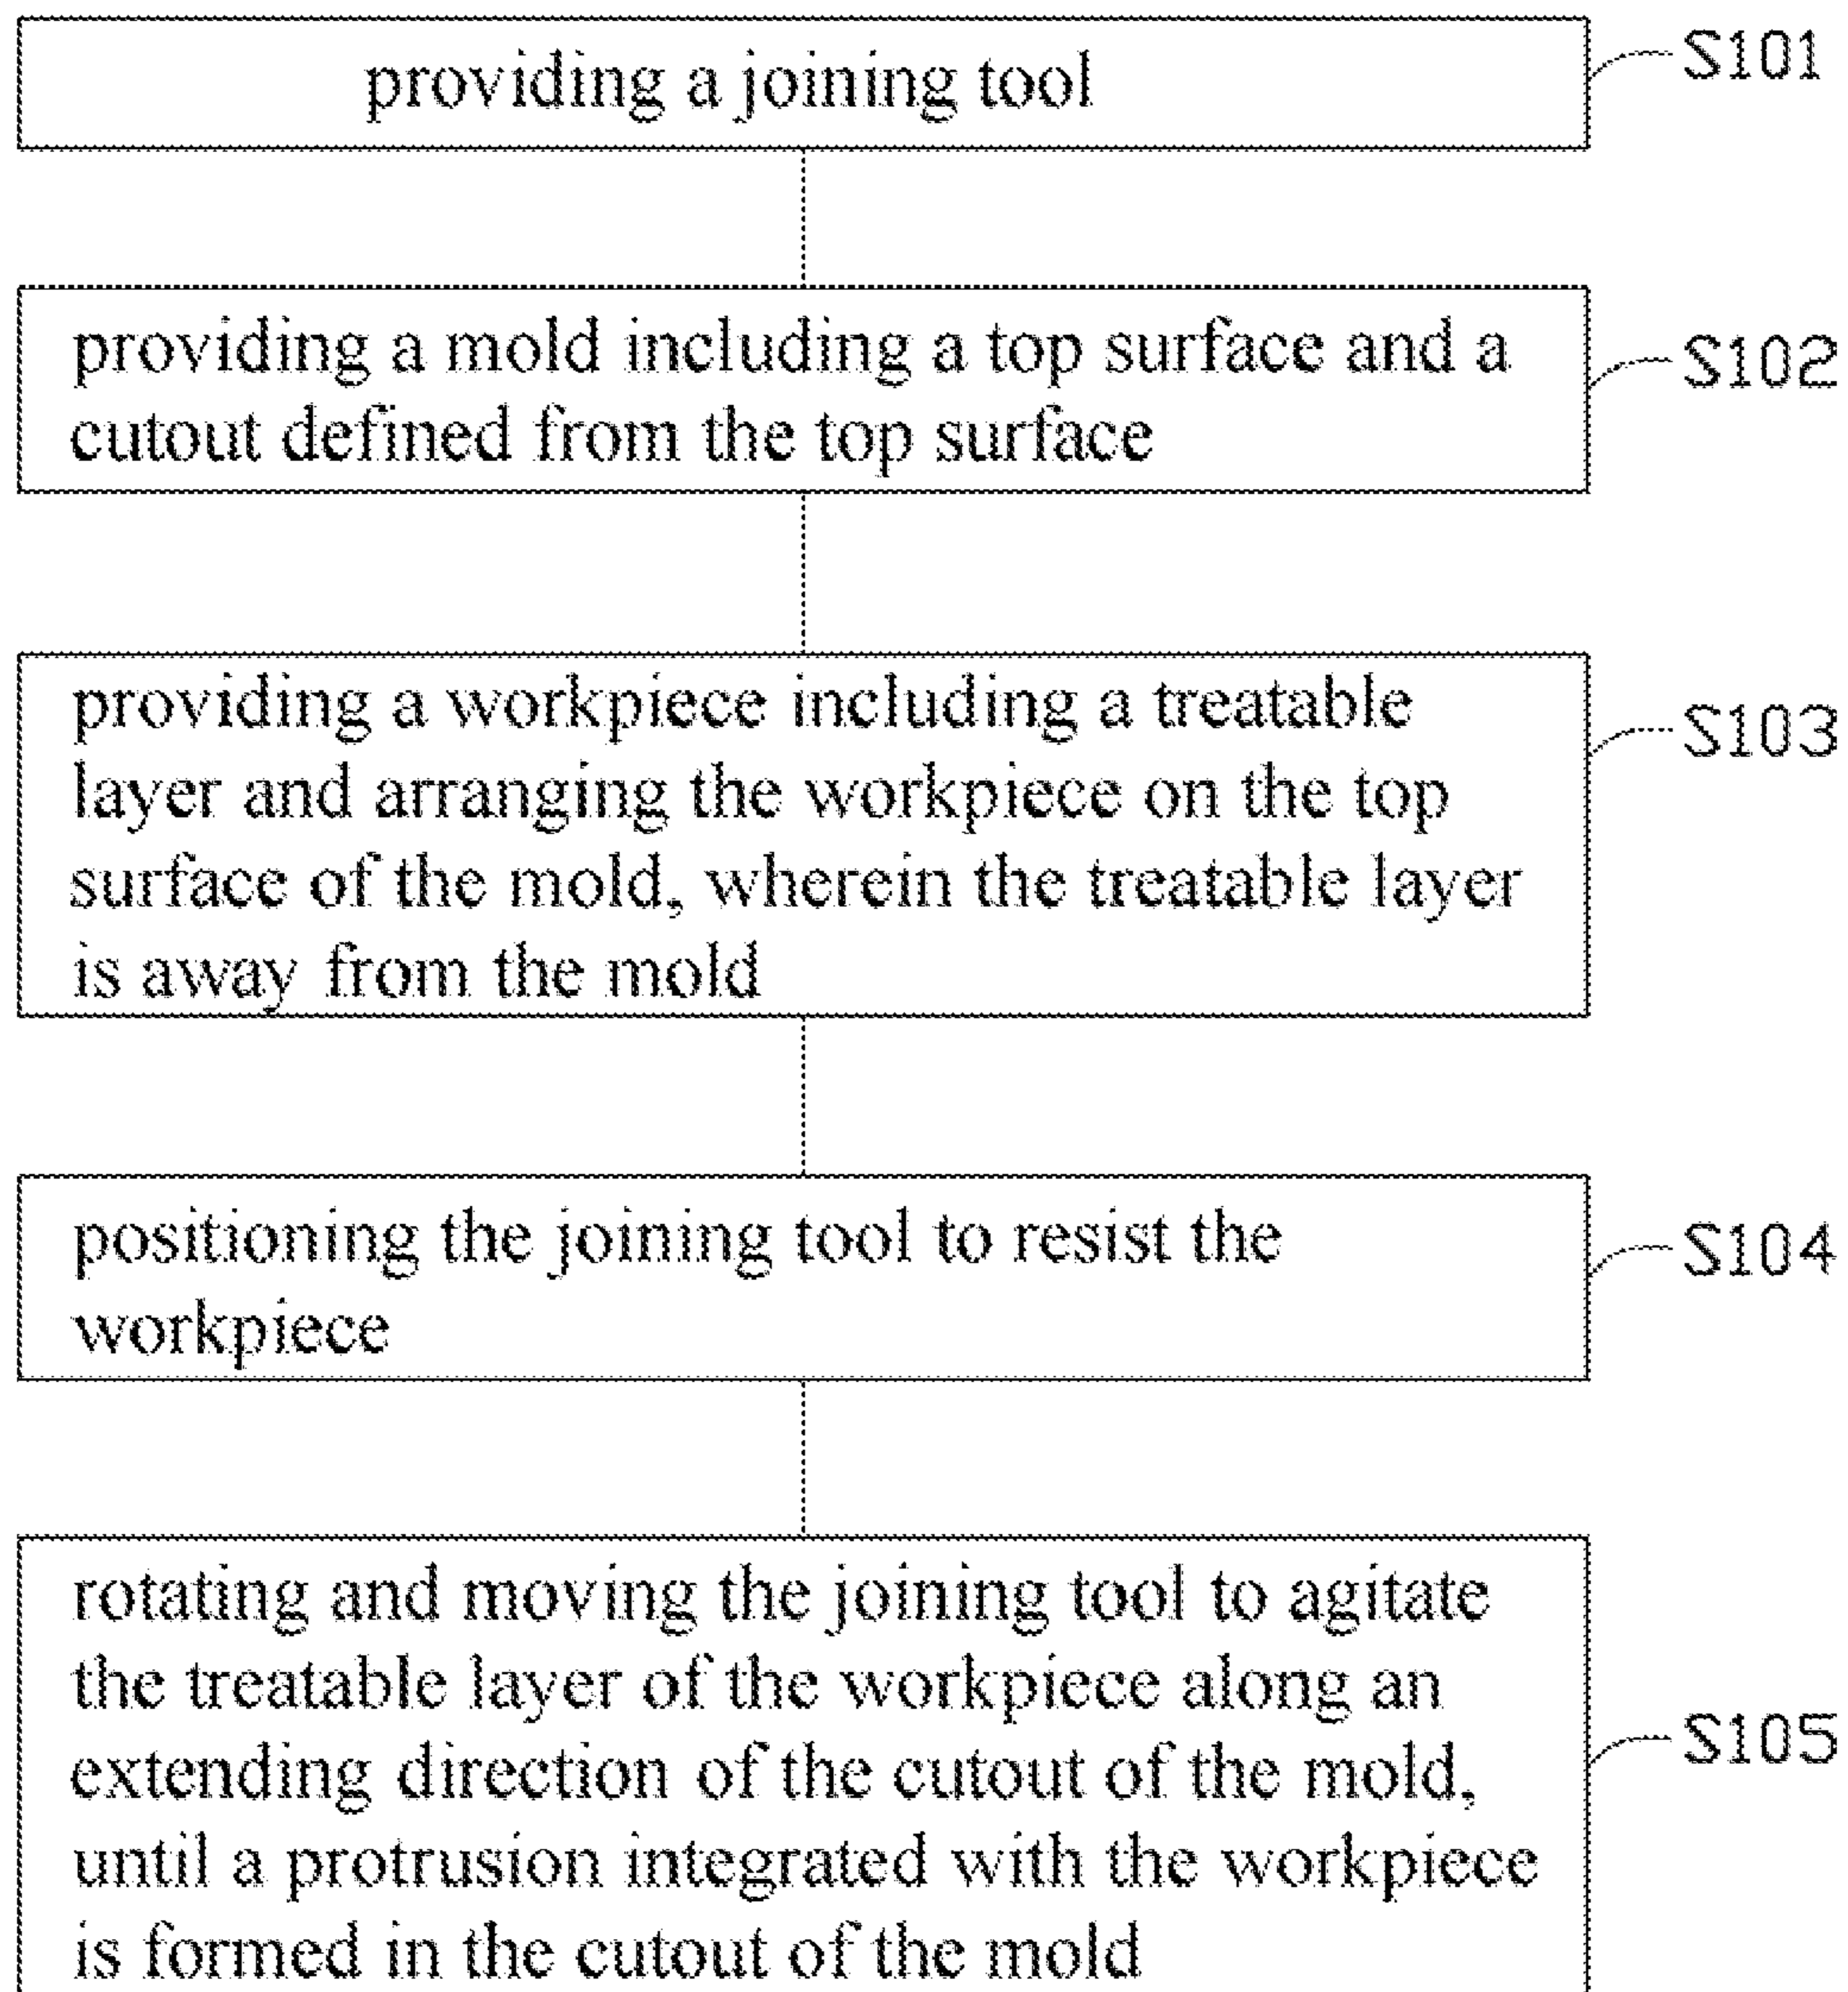 providing a joining tool
S101
providing a mold including a top surface and a
cutout defined from the top surface
S102
providing a workpiece including a treatable
layer and arranging the workpiece on the top
surface of the mold, wherein the treatable layer
is away from the mold
S103
positioning the joining tool to resist the
workpiece
S104
rotating and moving the joining tool to agitate
the treatable layer of the workpiece along an
extending direction of the cutout of the mold,
until a protrusion integrated with the workpiece
is formed in the cutout of the mold
S105